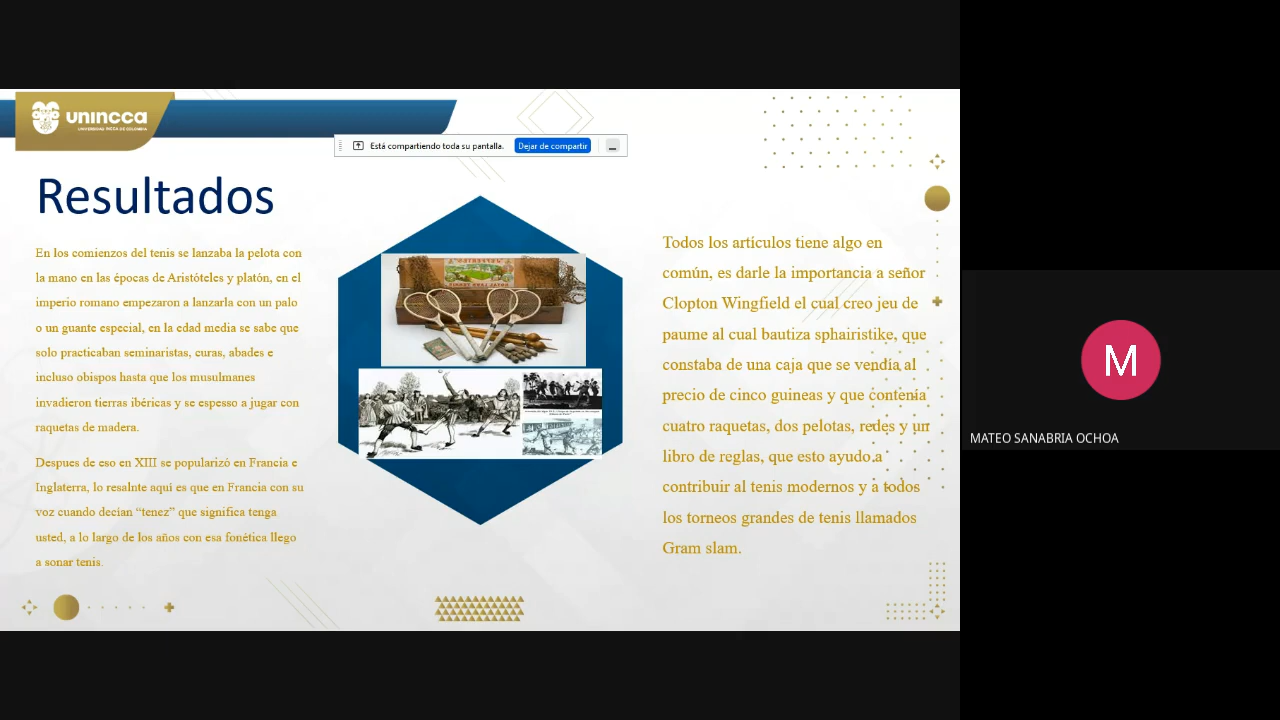 unincca
UNIVERSIDAD INCCA DE COLOMBIA
Está compartiendo toda su pantalla.
Dejar de compartir
Resultados
En los comienzos del tenis se lanzaba la pelota con
la mano en las épocas de Aristóteles y platón, en el
imperio romano empezaron a lanzarla con un palo
o un guante especial, en la edad media se sabe que
solo practicaban seminaristas, curas, abades e
incluso obispos hasta que los musulmanes
invadieron tierras ibéricas y se espesso a jugar con
raquetas de madera.
Despues de eso en XIII se popularizó en Francia e
Inglaterra, lo resalnte aquí es que en Francia con su
voz cuando decían “tenez” que significa tenga
usted, a lo largo de los años con esa fonética llego
a sonar tenis.
Todos los artículos tiene algo en
común, es darle la importancia a señor
Clopton Wingfield el cual creo jeu de
paume al cual bautiza sphairistike, que
constaba de una caja que se vendía al
precio de cinco guineas y que contenía
cuatro raquetas, dos pelotas, redes y un
libro de reglas, que esto ayudo a
contribuir al tenis modernos y a todos
los torneos grandes de tenis llamados
Gram slam.
M
MATEO SANABRIA OCHOA